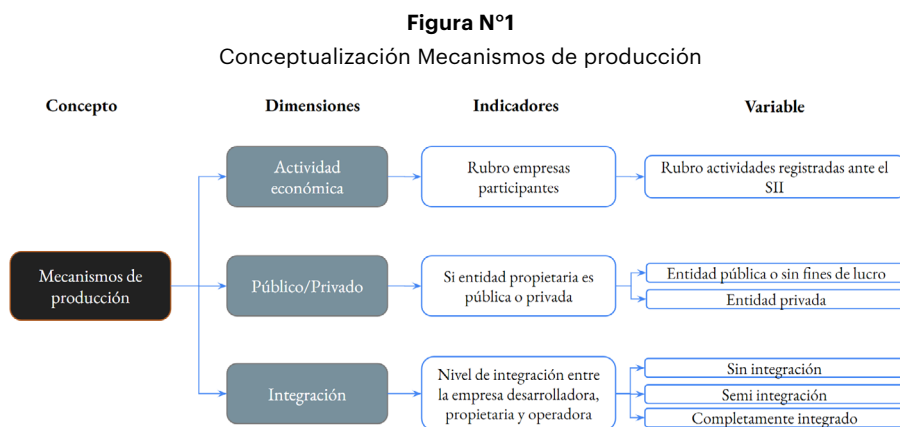 Figura N°1
Conceptualización Mecanismos de producción
Concepto
Dimensiones
Indicadores
Variable
Mecanismos de
producción
Actividad
económica
Rubro empresas
participantes
Rubro actividades registradas ante el
SII
Público/Privado
Si entidad propietaria es
pública o privada
Entidad pública o sin fines de lucro
Entidad privada
Integración
Nivel de integración entre
la empresa desarrolladora,
propietaria y operadora
Sin integración
Semi integración
Completamente integrado